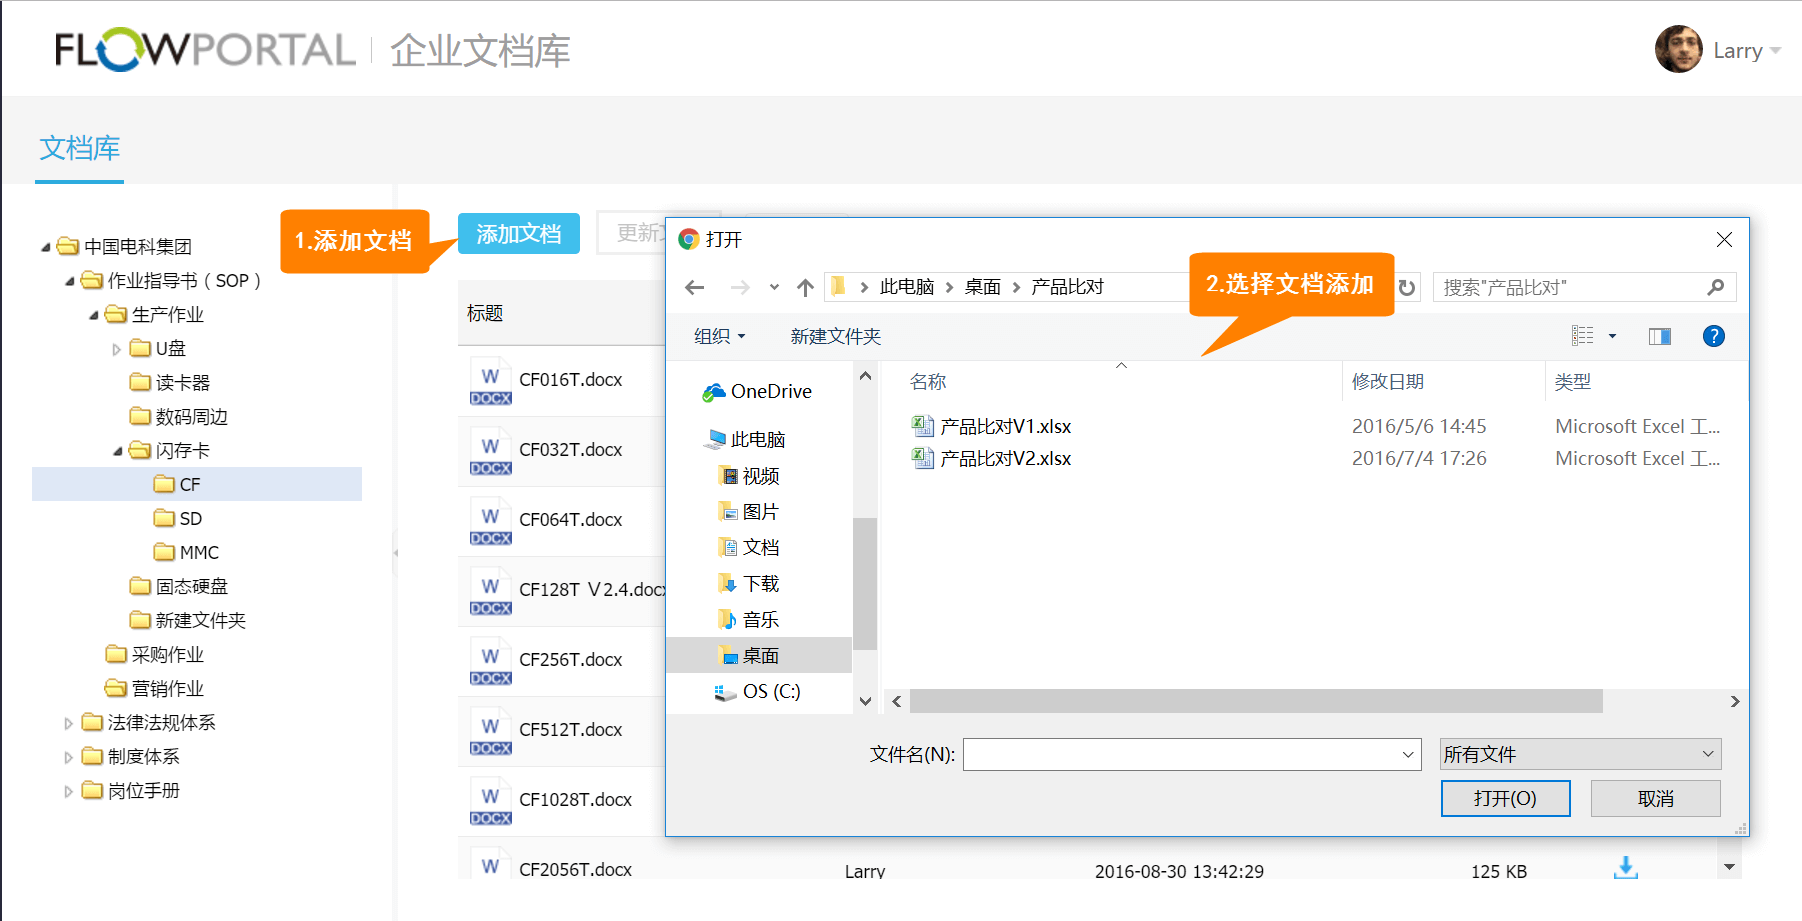 FLOWPORTAL 企业文档库
Larry
文档库
中国电科集团
作业指导书（SOP）
生产作业
U盘
读卡器
数码周边
闪存卡
CF
SD
MMC
固态硬盘
新建文件夹
采购作业
营销作业
法律法规体系
制度体系
岗位手册
1.添加文档
添加文档
更新
标题
CF016T.docx
CF032T.docx
CF064T.docx
CF128T V2.4.docx
CF256T.docx
CF512T.docx
CF1028T.docx
CF2056T.docx Larry 2016-08-30 13:42:29 125 KB
打开
此电脑 桌面 产品比对
搜索"产品比对"
2.选择文档添加
组织 新建文件夹
?
OneDrive
此电脑
视频
图片
文档
下载
音乐
桌面
OS (C:)
名称 修改日期 类型
产品比对V1.xlsx 2016/5/6 14:45 Microsoft Excel 工...
产品比对V2.xlsx 2016/7/4 17:26 Microsoft Excel 工...
文件名(N):
所有文件
打开(O) 取消